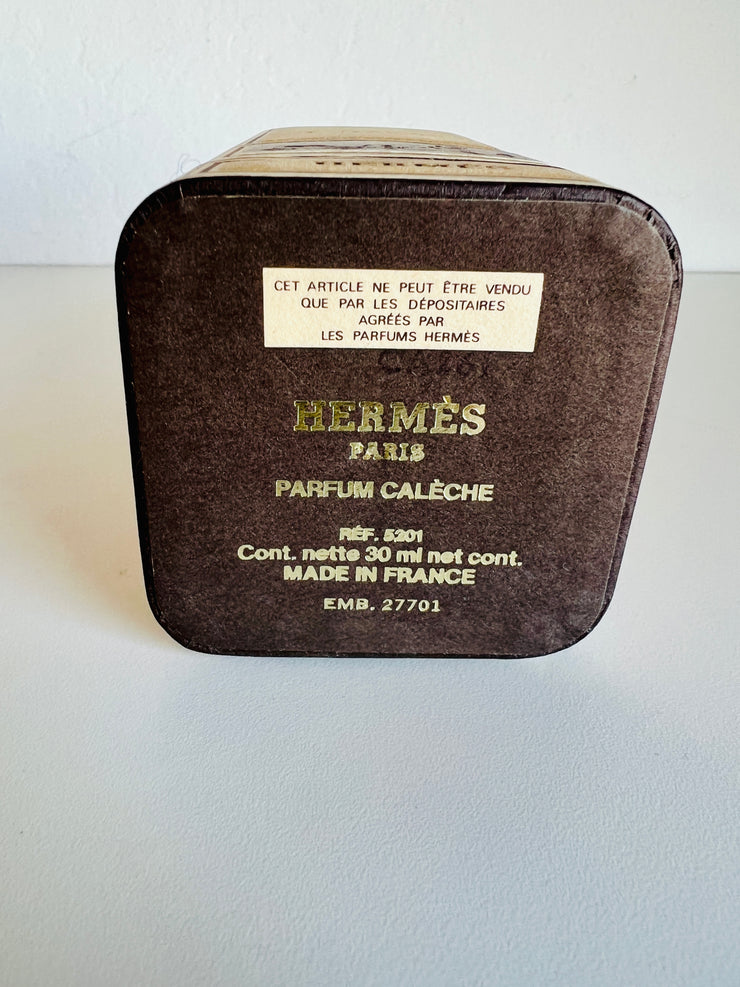 CET ARTICLE NE PEUT ÊTRE VENDU
QUE PAR LES DÉPOSITAIRES
AGRÉÉS PAR
LES PARFUMS HERMÈS
HERMÈS
PARIS
PARFUM CALÈCHE
RÉF. 5201
Cont. nette 30 ml net cont.
MADE IN FRANCE
EMB. 27701